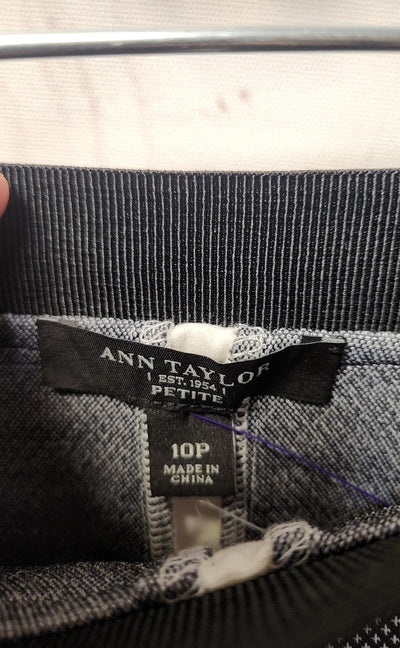 ANN TAYLOR
EST. 1954
PETITE
10P
MADE IN
CHINA